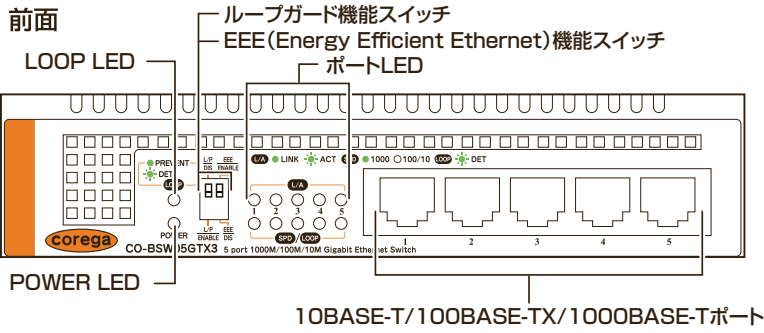 前面
ループガード機能スイッチ
EEE(Energy Efficient Ethernet)機能スイッチ
LOOP LED
ポートLED
PREVENT
DET
LOOP
L/P DIS
EEE ENABLE
L/A LINK ACT SPD 1000 100/10 LOOP DET
L/A
1 2 3 4 5
SPD/LOOP
POWER
L/P ENABLE
EEE DIS
corega
CO-BSW05GTX3 5 port 1000M/100M/10M Gigabit Ethernet Switch
1 2 3 4 5
POWER LED
10BASE-T/100BASE-TX/1000BASE-Tポート